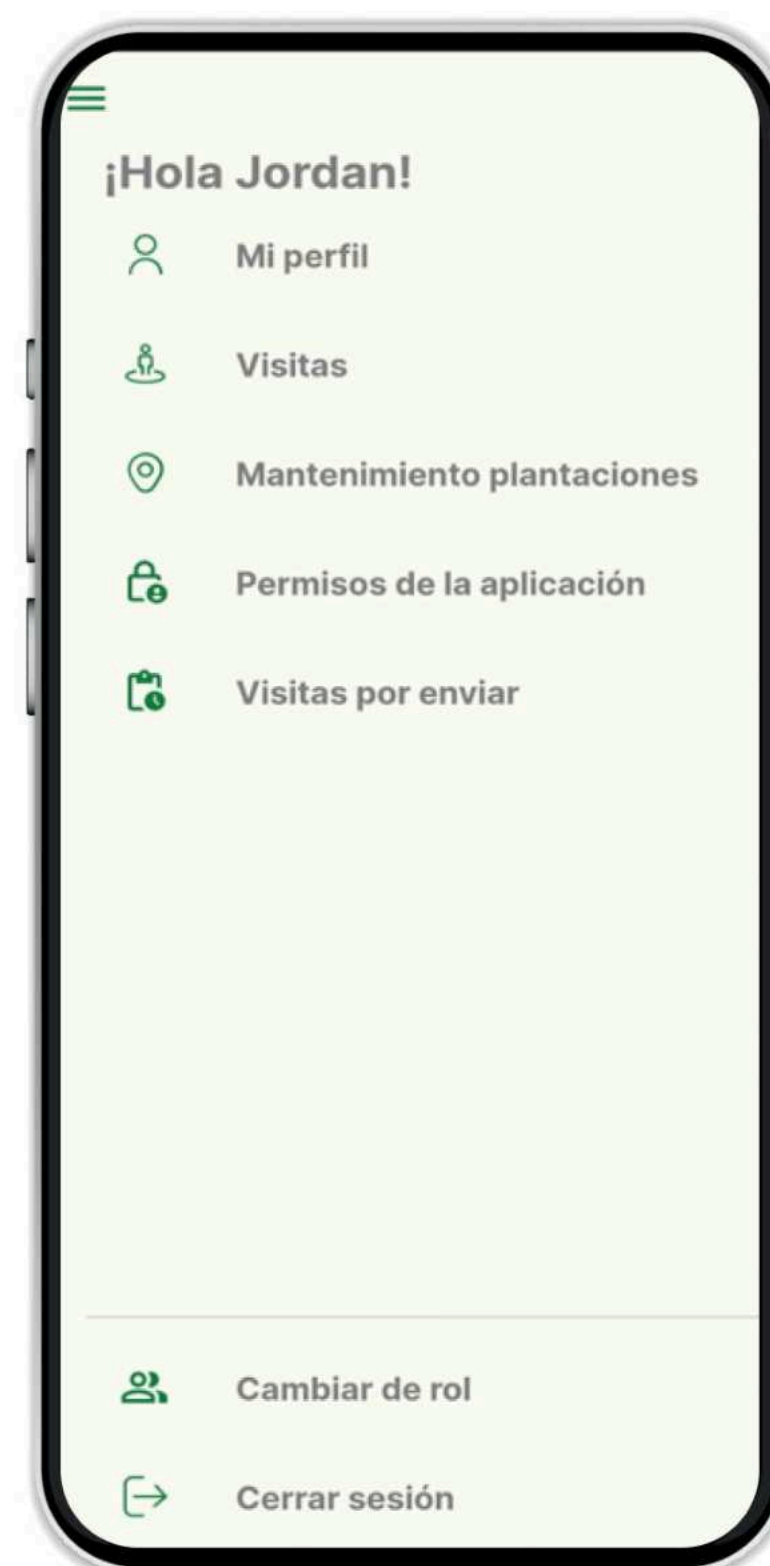 ¡Hola Jordan!
Mi perfil
Visitas
Mantenimiento plantaciones
Permisos de la aplicación
Visitas por enviar
Cambiar de rol
Cerrar sesión